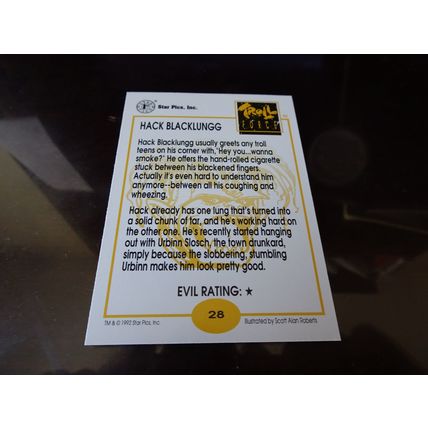 Star Pics, Inc.
TROLL
FORCE
HACK BLACKLUNGG
Hack Blacklungg usually greets any troll
teens on his corner with,'Hey you...wanna
smoke?' He offers the hand-rolled cigarette
stuck between his blackened fingers.
Actually it's even hard to understand him
anymore--between all his coughing and
wheezing.
Hack already has one lung that's turned into
a solid chunk of tar, and he's working hard on
the other one. He's recently started hanging
out with Urbinn Slosch, the town drunkard,
simply because the slobbering, stumbling
Urbinn makes him look pretty good.
EVIL RATING: ★
28
TM & © 1992 Star Pics, Inc.
Illustrated by Scott Alan Roberts